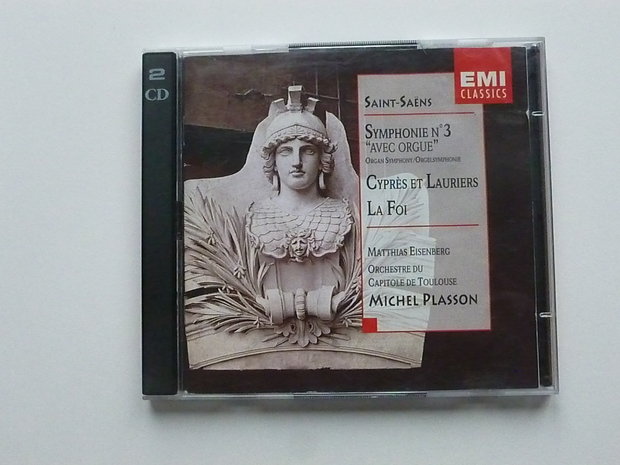 2
CD
EMI
CLASSICS
SAINT-SAËNS
SYMPHONIE N°3
"AVEC ORGUE"
ORGAN SYMPHONY/ORGELSYMPHONIE
CYPRÈS ET LAURIERS
LA FOI
MATTHIAS EISENBERG
ORCHESTRE DU
CAPITOLE DE TOULOUSE
MICHEL PLASSON